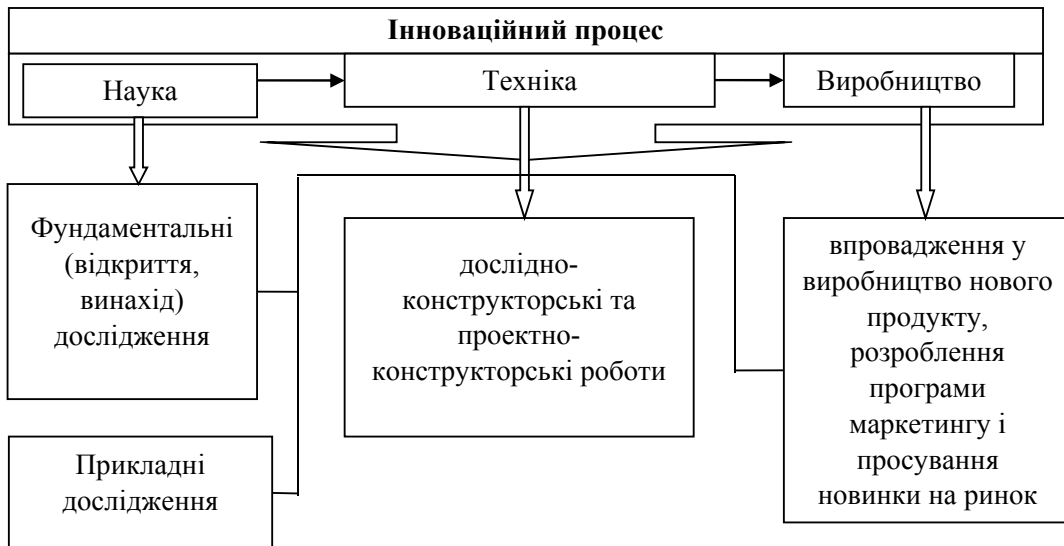 Інноваційний процес
Наука
Техніка
Виробництво
Фундаментальні
(відкриття,
винахід)
дослідження
дослідно-
конструкторські та
проектно-
конструкторські роботи
впровадження у
виробництво нового
продукту,
розроблення
програми
маркетингу і
просування
новинки на ринок
Прикладні
дослідження